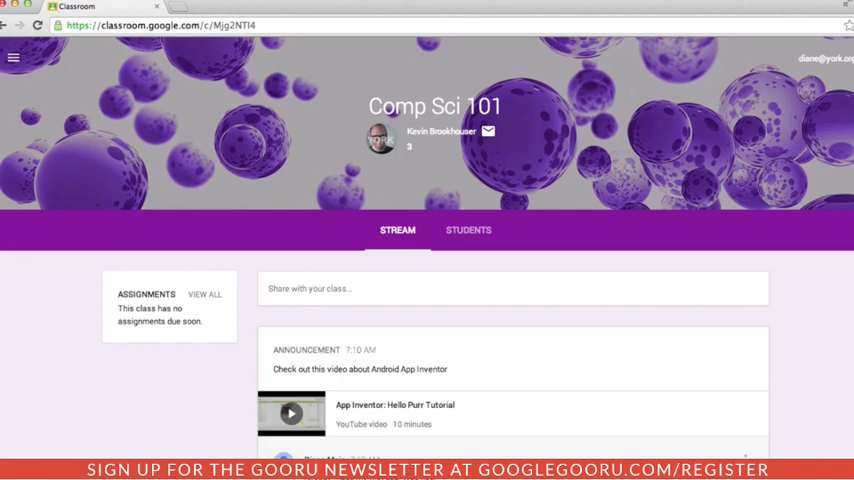 Classroom
https://classroom.google.com/c/Mjg2NTI4
diane@york.org
Comp Sci 101
YORK
Kevin Brookhouser
3
STREAM STUDENTS
ASSIGNMENTS VIEW ALL
This class has no
assignments due soon.
Share with your class...
ANNOUNCEMENT 7:10 AM
Check out this video about Android App Inventor
App Inventor: Hello Purr Tutorial
YouTube video 10 minutes
SIGN UP FOR THE GOORU NEWSLETTER AT GOOGLEGOORU.COM/REGISTER